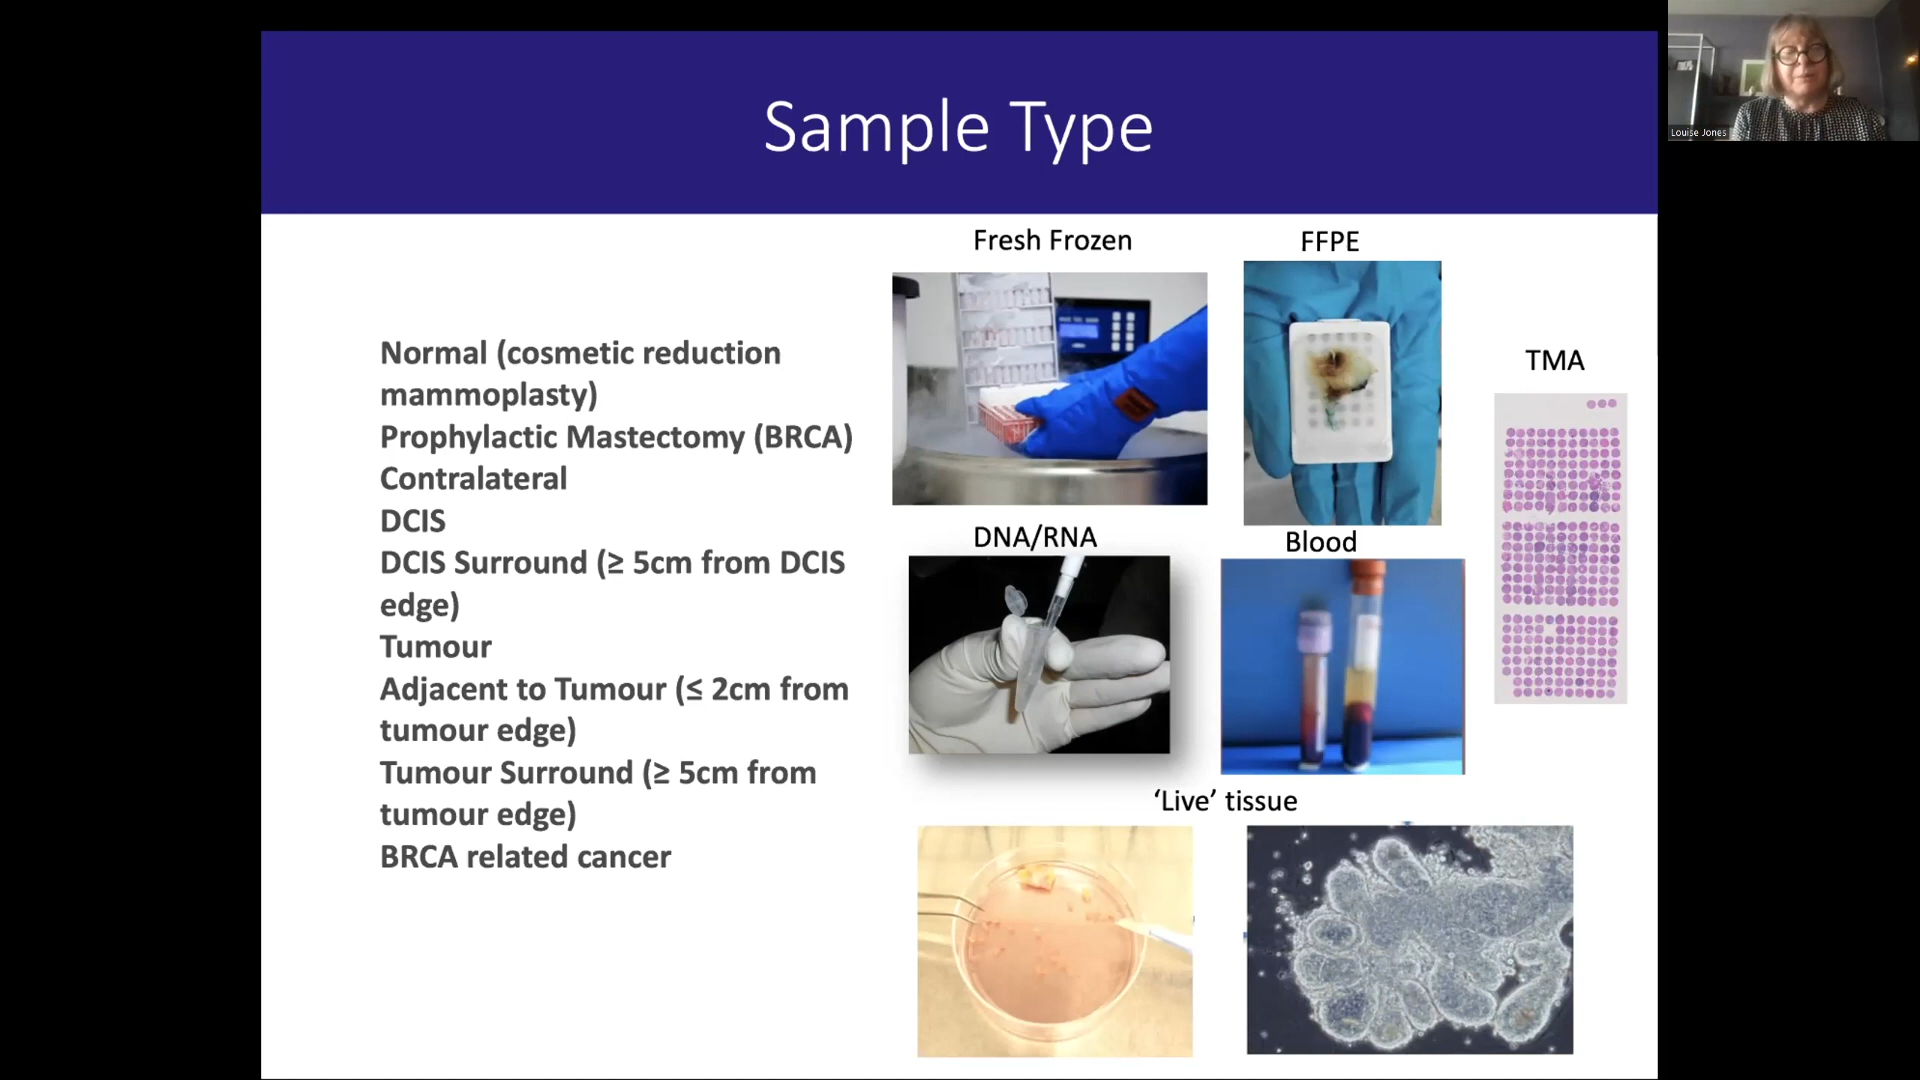 Sample Type
Louise Jones
Normal (cosmetic reduction
mammoplasty)
Prophylactic Mastectomy (BRCA)
Contralateral
DCIS
DCIS Surround (≥ 5cm from DCIS
edge)
Tumour
Adjacent to Tumour (≤ 2cm from
tumour edge)
Tumour Surround (≥ 5cm from
tumour edge)
BRCA related cancer
Fresh Frozen
FFPE
TMA
DNA/RNA
Blood
‘Live’ tissue